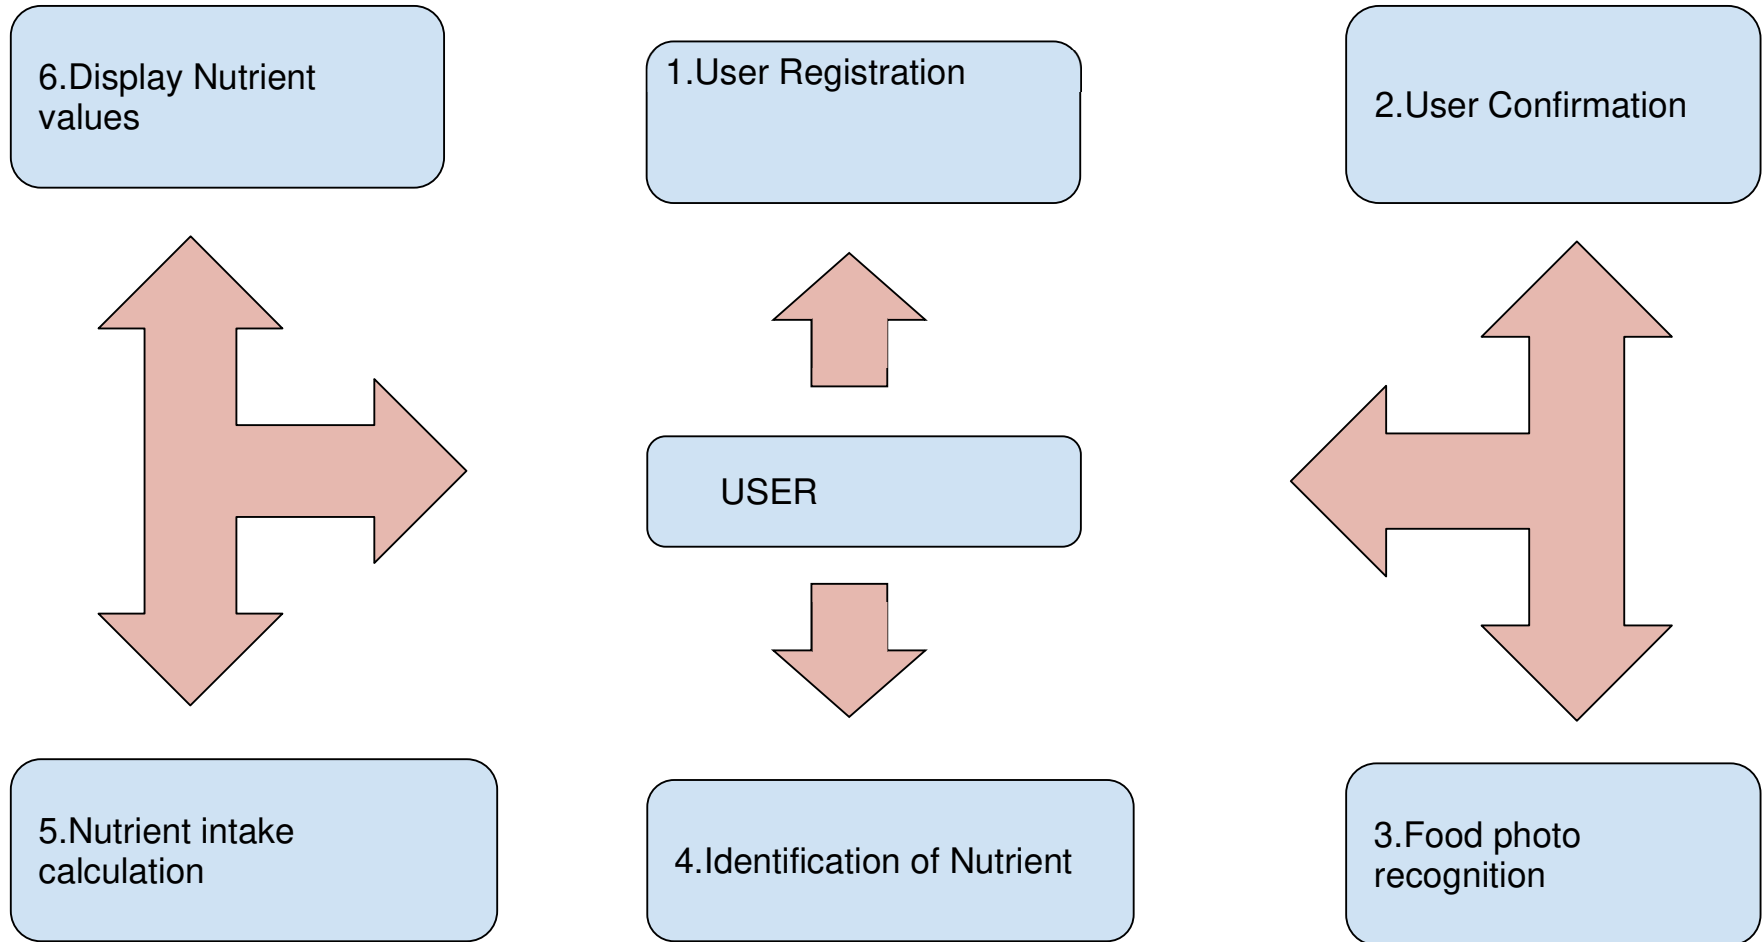 6.Display Nutrient
values
1.User Registration
2.User Confirmation
USER
5.Nutrient intake
calculation
4.Identification of Nutrient
3.Food photo
recognition